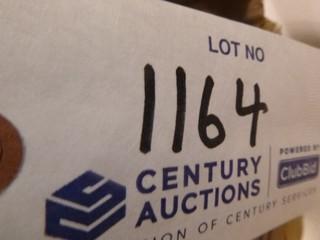 LOT NO
1164
CENTURY
AUCTIONS
POWERED BY
ClubBid
ION OF CENTURY SERVICES